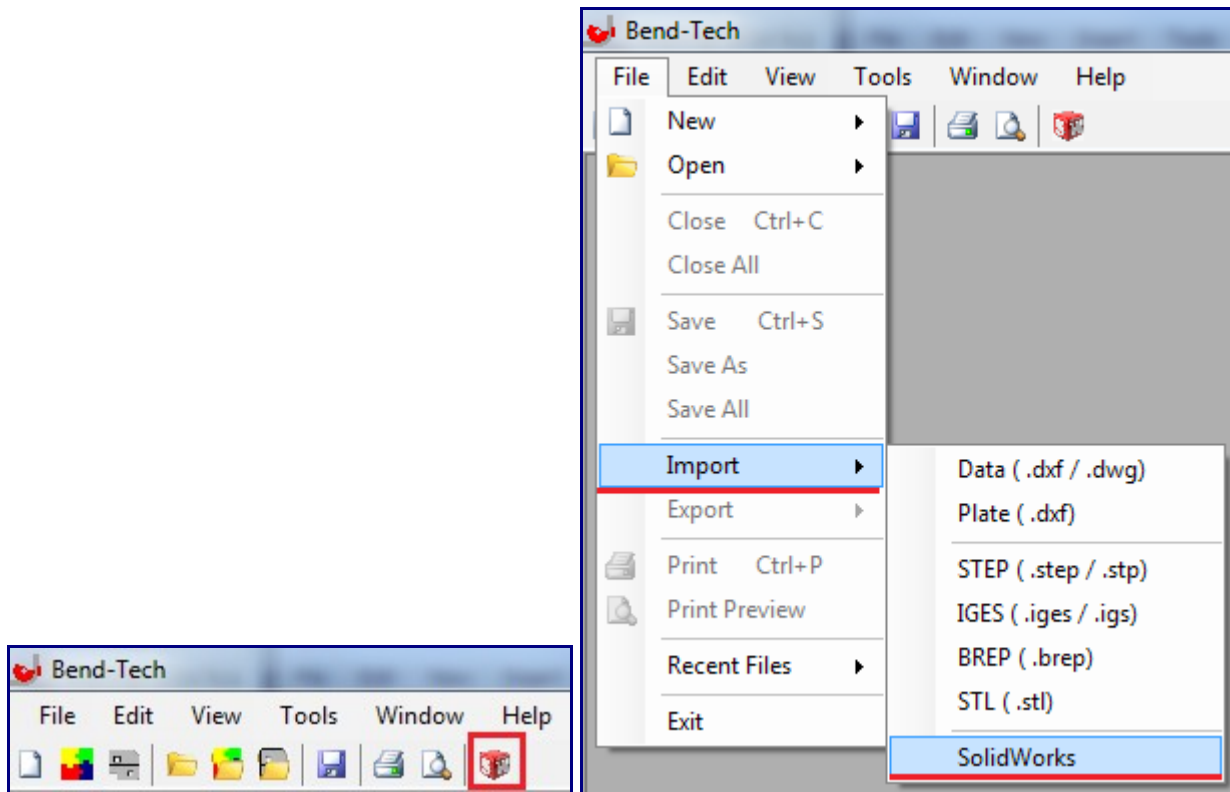 Bend-Tech
File Edit View Tools Window Help
New
Open
Close Ctrl+C
Close All
Save Ctrl+S
Save As
Save All
Import
Export
Print Ctrl+P
Print Preview
Recent Files
Exit
Data ( .dxf / .dwg)
Plate ( .dxf)
STEP ( .step / .stp)
IGES ( .iges / .igs)
BREP ( .brep)
STL ( .stl)
SolidWorks
Bend-Tech
File Edit View Tools Window Help